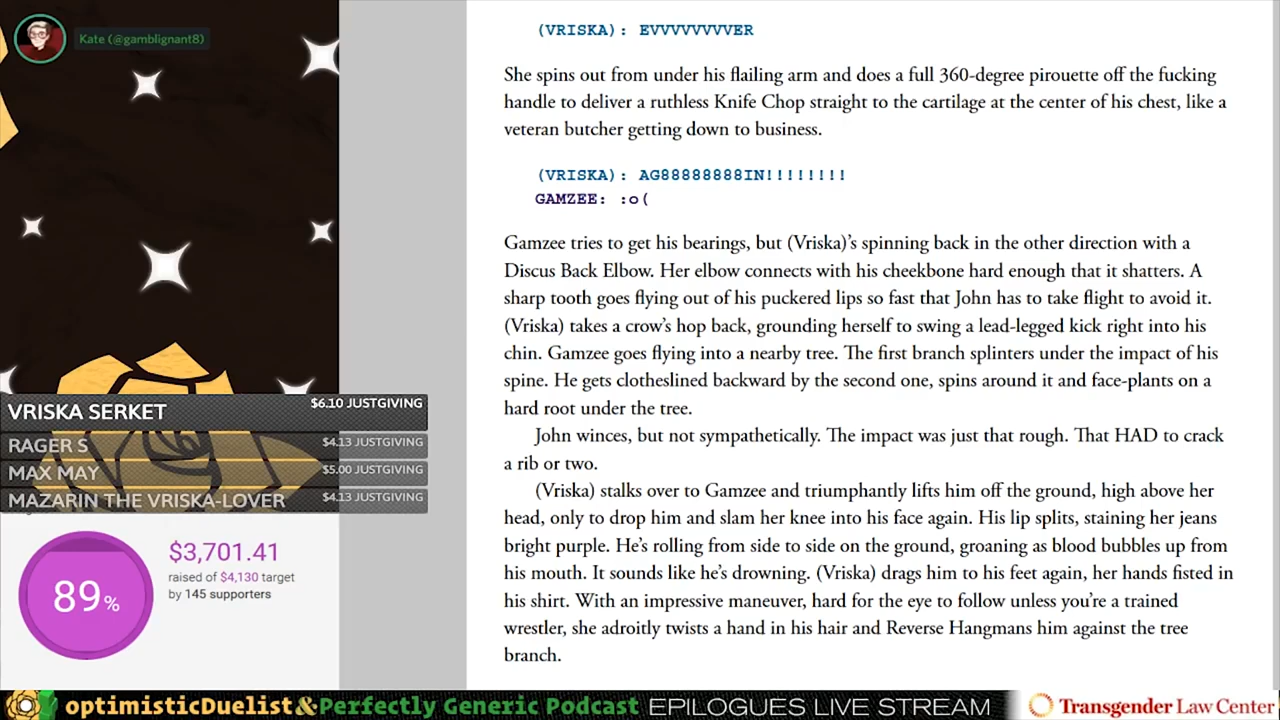 Kate (@gamblignant8)
(VRISKA): EVVVVVVVVER
She spins out from under his flailing arm and does a full 360-degree pirouette off the fucking
handle to deliver a ruthless Knife Chop straight to the cartilage at the center of his chest, like a
veteran butcher getting down to business.
(VRISKA): AG88888888IN!!!!!!!!
GAMZEE: :o(
Gamzee tries to get his bearings, but (Vriska)’s spinning back in the other direction with a
Discus Back Elbow. Her elbow connects with his cheekbone hard enough that it shatters. A
sharp tooth goes flying out of his puckered lips so fast that John has to take flight to avoid it.
(Vriska) takes a crow’s hop back, grounding herself to swing a lead-legged kick right into his
chin. Gamzee goes flying into a nearby tree. The first branch splinters under the impact of his
spine. He gets clotheslined backward by the second one, spins around it and face-plants on a
hard root under the tree.
John winces, but not sympathetically. The impact was just that rough. That HAD to crack
a rib or two.
(Vriska) stalks over to Gamzee and triumphantly lifts him off the ground, high above her
head, only to drop him and slam her knee into his face again. His lip splits, staining her jeans
bright purple. He’s rolling from side to side on the ground, groaning as blood bubbles up from
his mouth. It sounds like he’s drowning. (Vriska) drags him to his feet again, her hands fisted in
his shirt. With an impressive maneuver, hard for the eye to follow unless you’re a trained
wrestler, she adroitly twists a hand in his hair and Reverse Hangmans him against the tree
branch.
VRISKA SERKET $6.10 JUSTGIVING
RAGER S $4.13 JUSTGIVING
MAX MAY $5.00 JUSTGIVING
MAZARIN THE VRISKA-LOVER $4.13 JUSTGIVING
89%
$3,701.41
raised of $4,130 target
by 145 supporters
optimisticDuelist&Perfectly Generic Podcast EPILOGUES LIVE STREAM Transgender Law Center